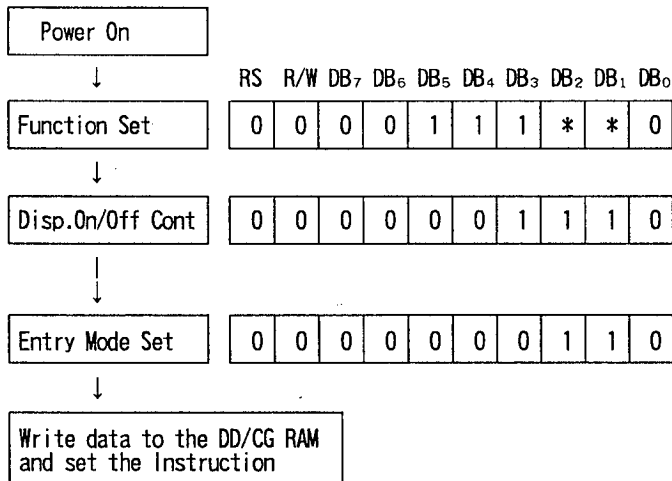 Power On
↓
RS R/W DB₇ DB₆ DB₅ DB₄ DB₃ DB₂ DB₁ DB₀
Function Set 0 0 0 0 1 1 1 * * 0
↓
Disp.On/Off Cont 0 0 0 0 0 0 1 1 1 0
↓
Entry Mode Set 0 0 0 0 0 0 0 1 1 0
↓
Write data to the DD/CG RAM
and set the Instruction